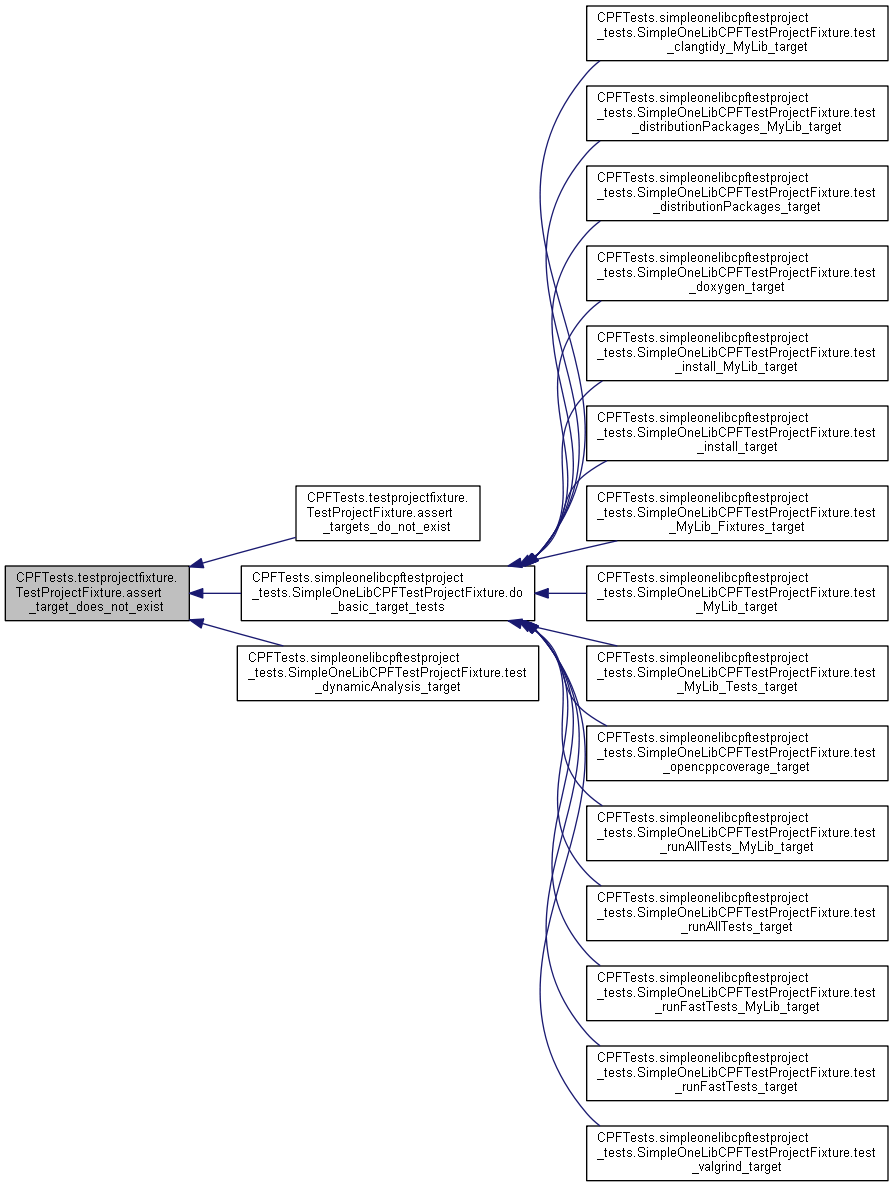 CPFTests.testprojectfixture.
TestProjectFixture.assert
_target_does_not_exist
CPFTests.testprojectfixture.
TestProjectFixture.assert
_targets_do_not_exist
CPFTests.simpleonelibcpftestproject
_tests.SimpleOneLibCPFTestProjectFixture.do
_basic_target_tests
CPFTests.simpleonelibcpftestproject
_tests.SimpleOneLibCPFTestProjectFixture.test
_dynamicAnalysis_target
CPFTests.simpleonelibcpftestproject
_tests.SimpleOneLibCPFTestProjectFixture.test
_clangtidy_MyLib_target
CPFTests.simpleonelibcpftestproject
_tests.SimpleOneLibCPFTestProjectFixture.test
_distributionPackages_MyLib_target
CPFTests.simpleonelibcpftestproject
_tests.SimpleOneLibCPFTestProjectFixture.test
_distributionPackages_target
CPFTests.simpleonelibcpftestproject
_tests.SimpleOneLibCPFTestProjectFixture.test
_doxygen_target
CPFTests.simpleonelibcpftestproject
_tests.SimpleOneLibCPFTestProjectFixture.test
_install_MyLib_target
CPFTests.simpleonelibcpftestproject
_tests.SimpleOneLibCPFTestProjectFixture.test
_install_target
CPFTests.simpleonelibcpftestproject
_tests.SimpleOneLibCPFTestProjectFixture.test
_MyLib_Fixtures_target
CPFTests.simpleonelibcpftestproject
_tests.SimpleOneLibCPFTestProjectFixture.test
_MyLib_target
CPFTests.simpleonelibcpftestproject
_tests.SimpleOneLibCPFTestProjectFixture.test
_MyLib_Tests_target
CPFTests.simpleonelibcpftestproject
_tests.SimpleOneLibCPFTestProjectFixture.test
_opencppcoverage_target
CPFTests.simpleonelibcpftestproject
_tests.SimpleOneLibCPFTestProjectFixture.test
_runAllTests_MyLib_target
CPFTests.simpleonelibcpftestproject
_tests.SimpleOneLibCPFTestProjectFixture.test
_runAllTests_target
CPFTests.simpleonelibcpftestproject
_tests.SimpleOneLibCPFTestProjectFixture.test
_runFastTests_MyLib_target
CPFTests.simpleonelibcpftestproject
_tests.SimpleOneLibCPFTestProjectFixture.test
_runFastTests_target
CPFTests.simpleonelibcpftestproject
_tests.SimpleOneLibCPFTestProjectFixture.test
_valgrind_target